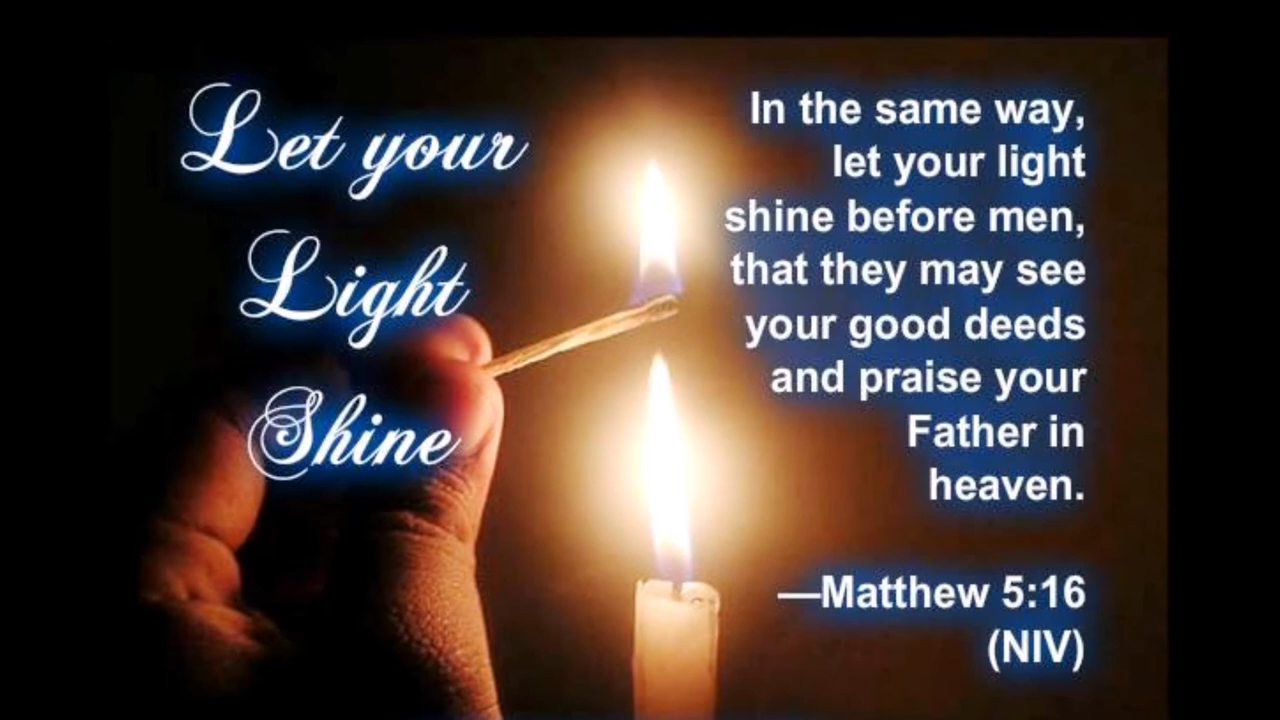 Let your
Light
Shine
In the same way,
let your light
shine before men,
that they may see
your good deeds
and praise your
Father in
heaven.
—Matthew 5:16
(NIV)